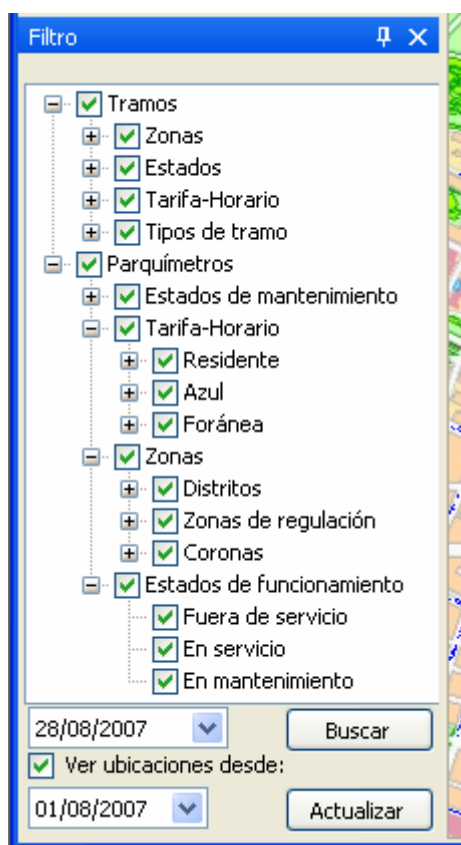 Filtro
Tramos
Zonas
Estados
Tarifa-Horario
Tipos de tramo
Parquímetros
Estados de mantenimiento
Tarifa-Horario
Residente
Azul
Foránea
Zonas
Distritos
Zonas de regulación
Coronas
Estados de funcionamiento
Fuera de servicio
En servicio
En mantenimiento
28/08/2007 Buscar
Ver ubicaciones desde:
01/08/2007 Actualizar